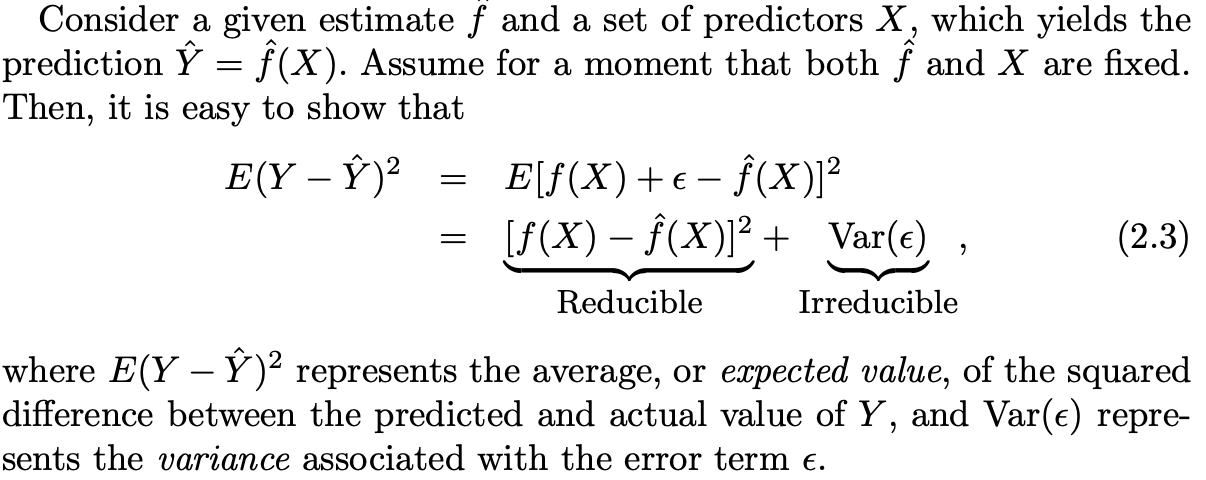 Consider a given estimate f̂ and a set of predictors X, which yields the
prediction Ŷ = f̂(X). Assume for a moment that both f̂ and X are fixed.
Then, it is easy to show that
E(Y − Ŷ)² = E[f(X) + ϵ − f̂(X)]²
= [f(X) − f̂(X)]² + Var(ϵ) , (2.3)
Reducible Irreducible
where E(Y − Ŷ)² represents the average, or expected value, of the squared
difference between the predicted and actual value of Y, and Var(ϵ) repre-
sents the variance associated with the error term ϵ.